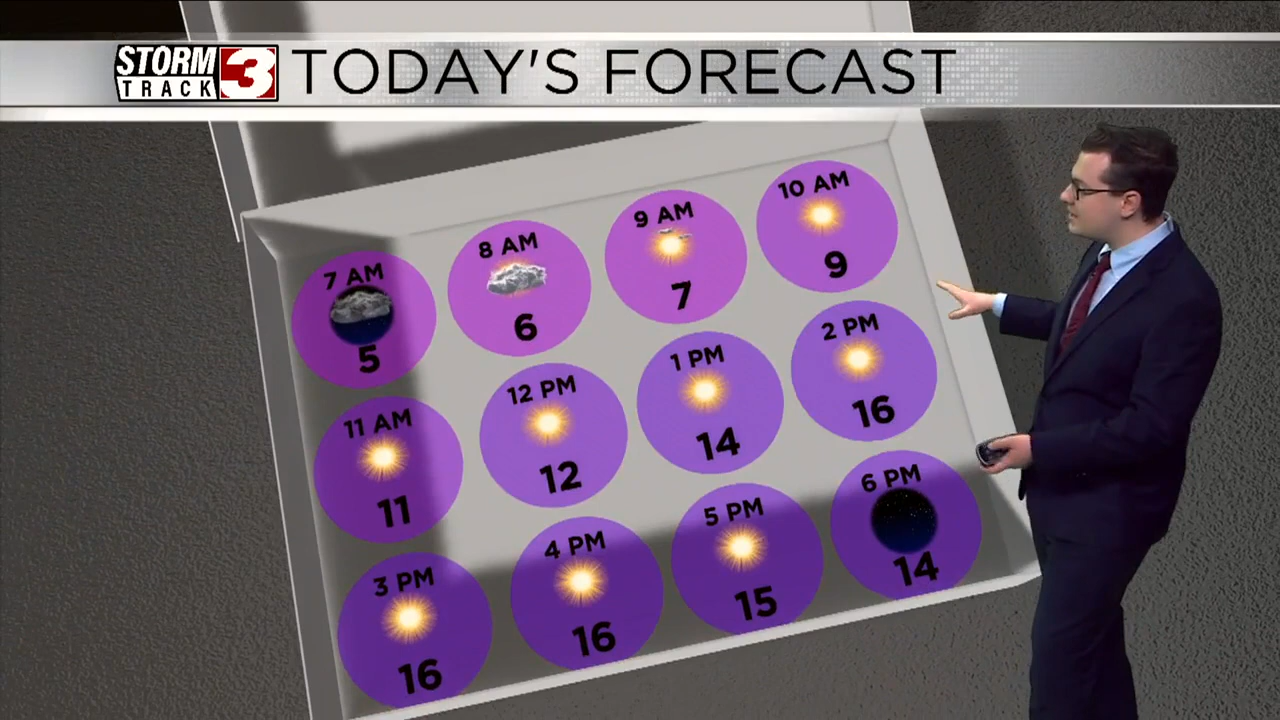 STORM
TRACK 3
TODAY'S FORECAST
7 AM
5
8 AM
6
9 AM
7
10 AM
9
11 AM
11
12 PM
12
1 PM
14
2 PM
16
3 PM
16
4 PM
16
5 PM
15
6 PM
14